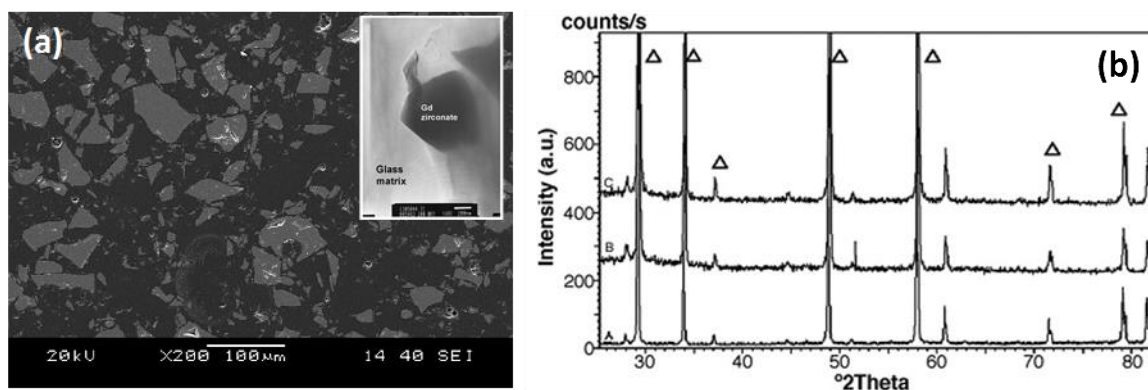 (a)
Gd
zirconate
Glass
matrix
20kU X200 100μm 14 40 SEI
counts/s
(b)
Intensity (a.u.)
800
600
400
200
0
C
B
A
30 40 50 60 70 80
°2Theta